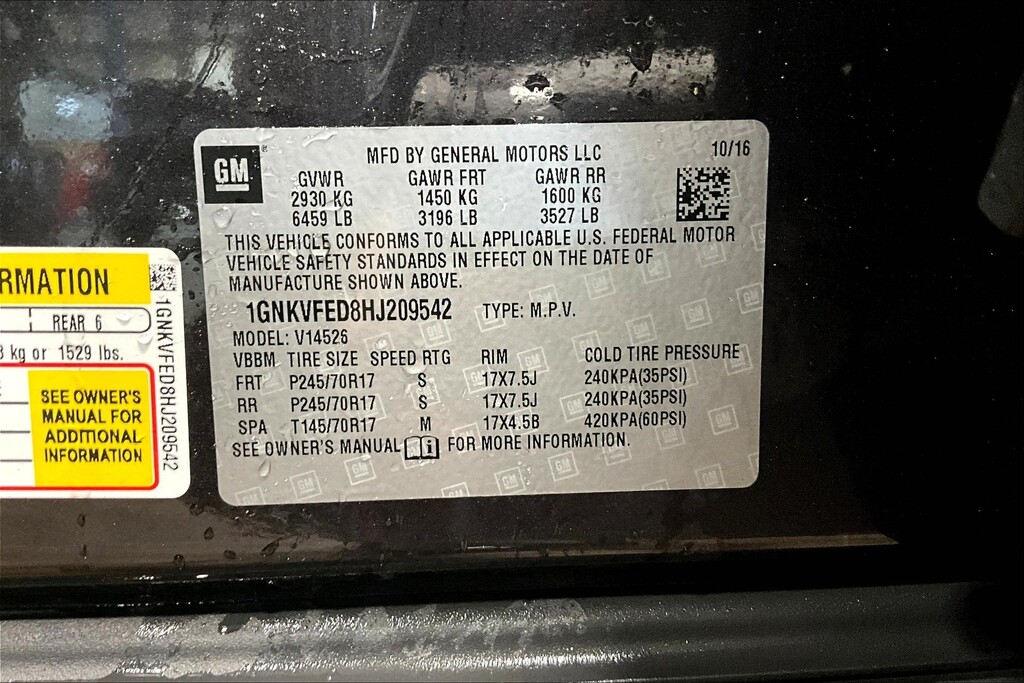 GM
MFD BY GENERAL MOTORS LLC 10/16
GVWR GAWR FRT GAWR RR
2930 KG 1450 KG 1600 KG
6459 LB 3196 LB 3527 LB
THIS VEHICLE CONFORMS TO ALL APPLICABLE U.S. FEDERAL MOTOR
VEHICLE SAFETY STANDARDS IN EFFECT ON THE DATE OF
MANUFACTURE SHOWN ABOVE.
1GNKVFED8HJ209542 TYPE: M.P.V.
MODEL: V14526
VBBM TIRE SIZE SPEED RTG RIM COLD TIRE PRESSURE
FRT P245/70R17 S 17X7.5J 240KPA(35PSI)
RR P245/70R17 S 17X7.5J 240KPA(35PSI)
SPA T145/70R17 M 17X4.5B 420KPA(60PSI)
SEE OWNER'S MANUAL FOR MORE INFORMATION.
RMATION
REAR 6
kg or 1529 lbs.
SEE OWNER'S
MANUAL FOR
ADDITIONAL
INFORMATION
1GNKVFED8HJ209542